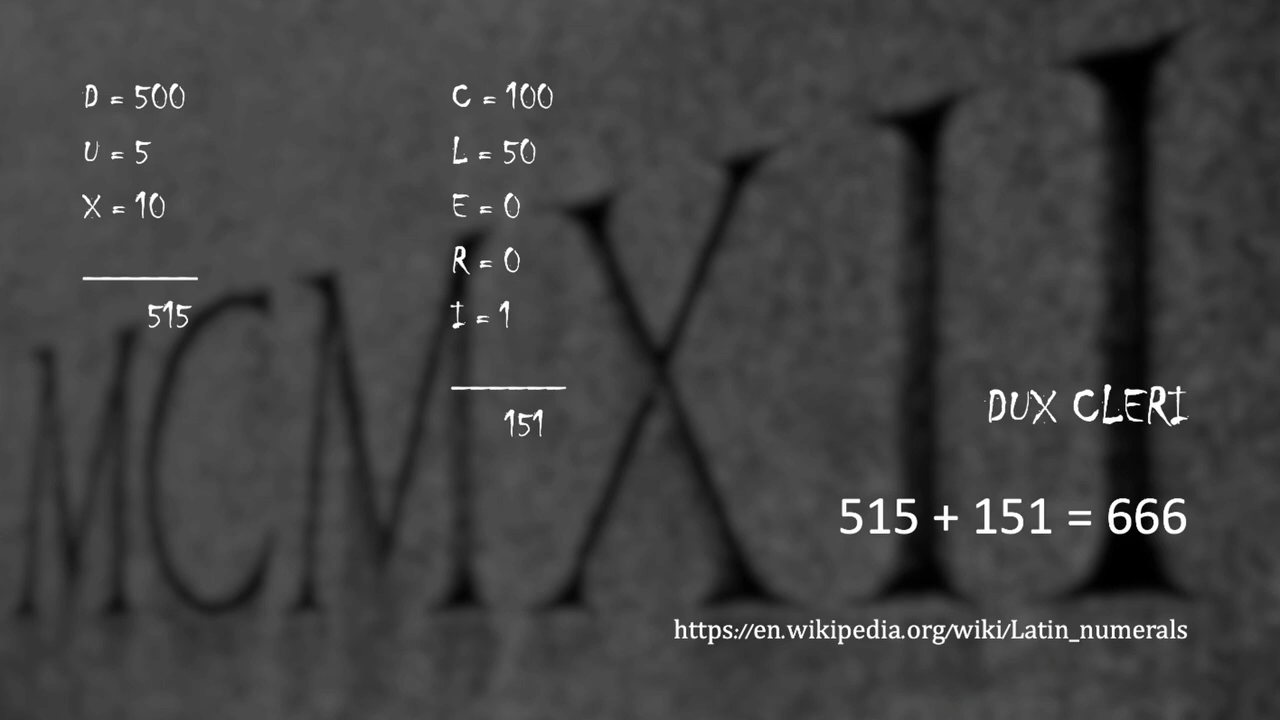 D = 500
U = 5
X = 10
515
C = 100
L = 50
E = 0
R = 0
I = 1
151
DUX CLERI
515 + 151 = 666
https://en.wikipedia.org/wiki/Latin_numerals
MCMXII